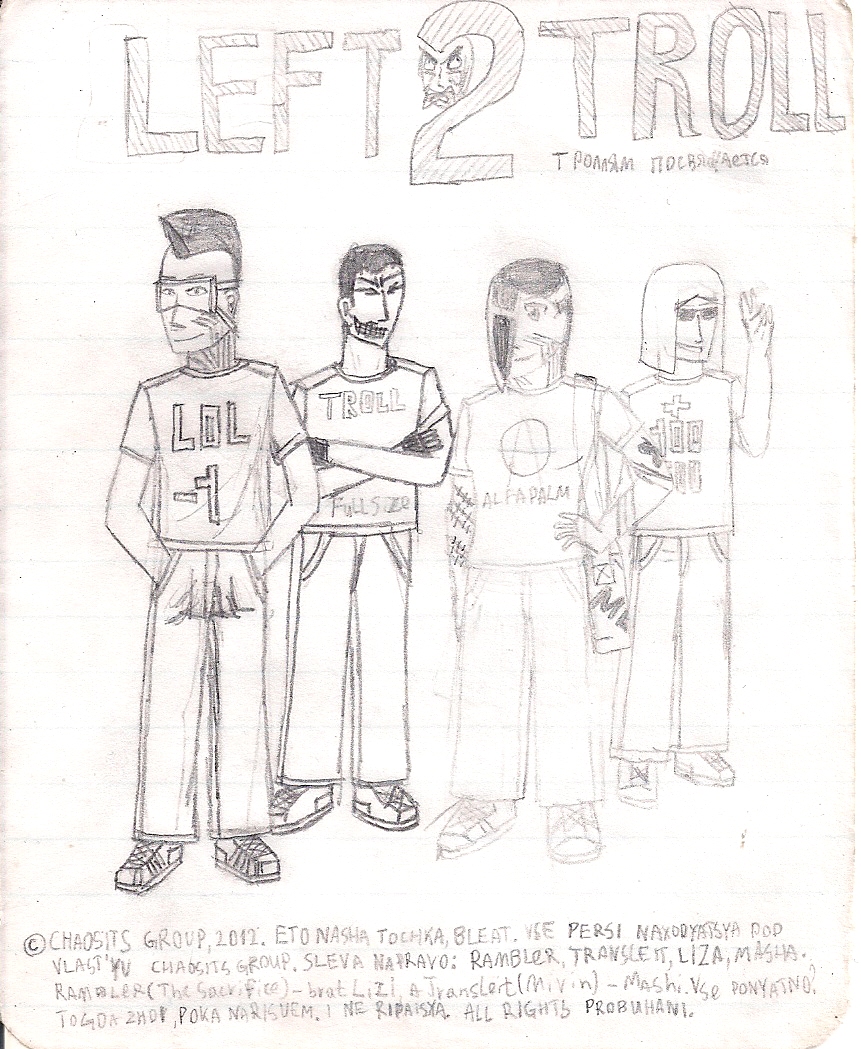 LEFT 2 TROLL
ТРОЛЛЯМ ПОСВЯЩАЕТСЯ
LOL
-1
TROLL
FULLSIZE
A
ALFAPALM
+
100
500
© CHAOSITS GROUP, 2012. ETO NASHA TOCHKA, BLEAT. VSE PERSI NAXODYATSYA POD
VLAST'YU CHAOSITS GROUP. SLEVA NAPRAVO: RAMBLER, TRANSLEIT, LIZA, MASHA.
RAMBLER (The Sacrifice) - brat LIZI, A Translert (Mivin) - Mashi. Vse PONYATNO?
TOGDA ZHDI, POKA NARISUEM. I NE RIPAISYA. ALL RIGHTS PROBUHANI.